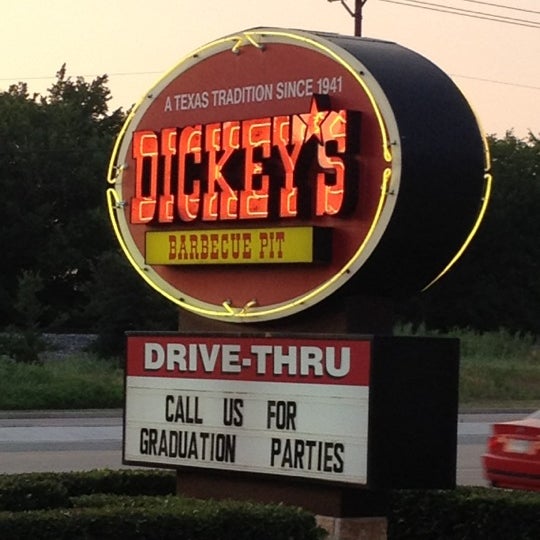 A TEXAS TRADITION SINCE 1941
DICKEY'S
BARBECUE PIT
DRIVE-THRU
CALL US FOR
GRADUATION PARTIES